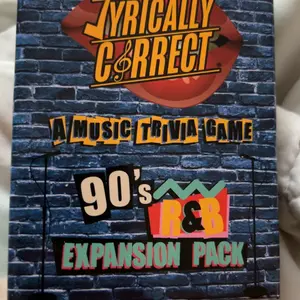 LYRICALLY
CORRECT
A MUSIC TRIVIA GAME
90's
R&B
EXPANSION PACK